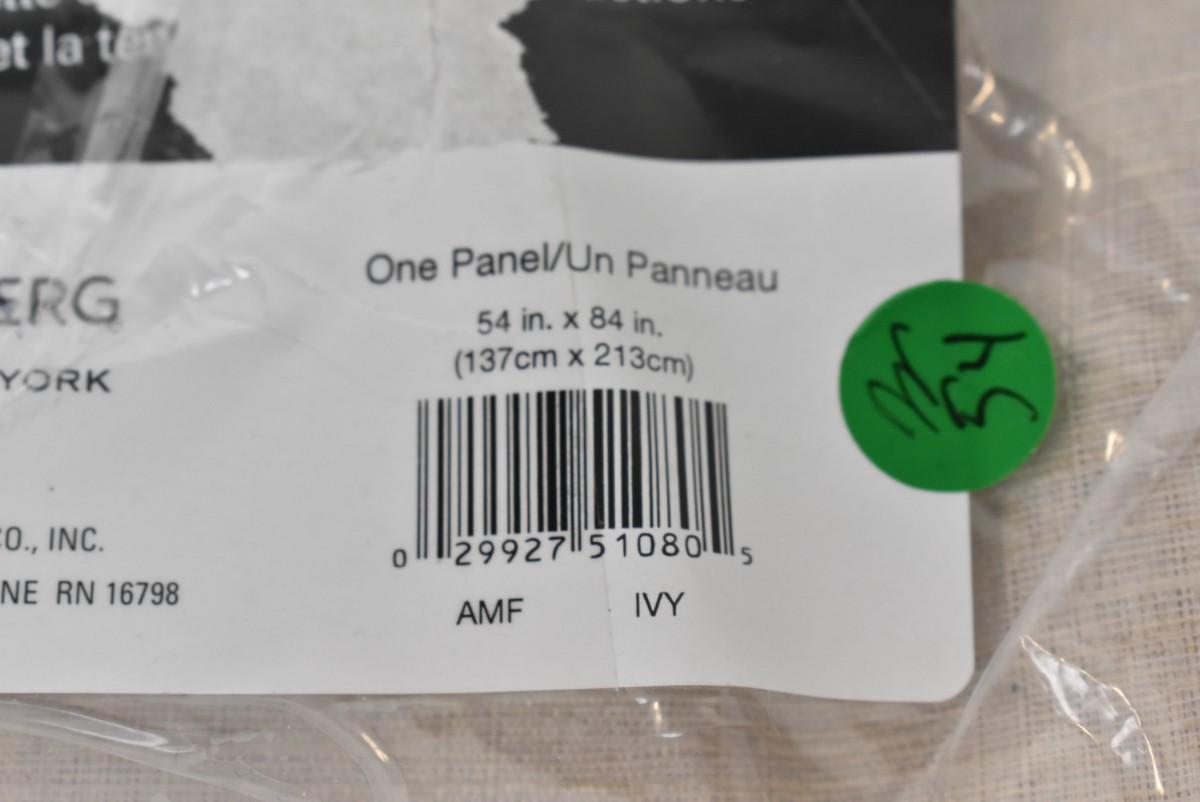 et la
ERG
YORK
One Panel/Un Panneau
54 in. x 84 in.
(137cm x 213cm)
0 29927 51080 5
AMF IVY
CO., INC.
NE RN 16798
54